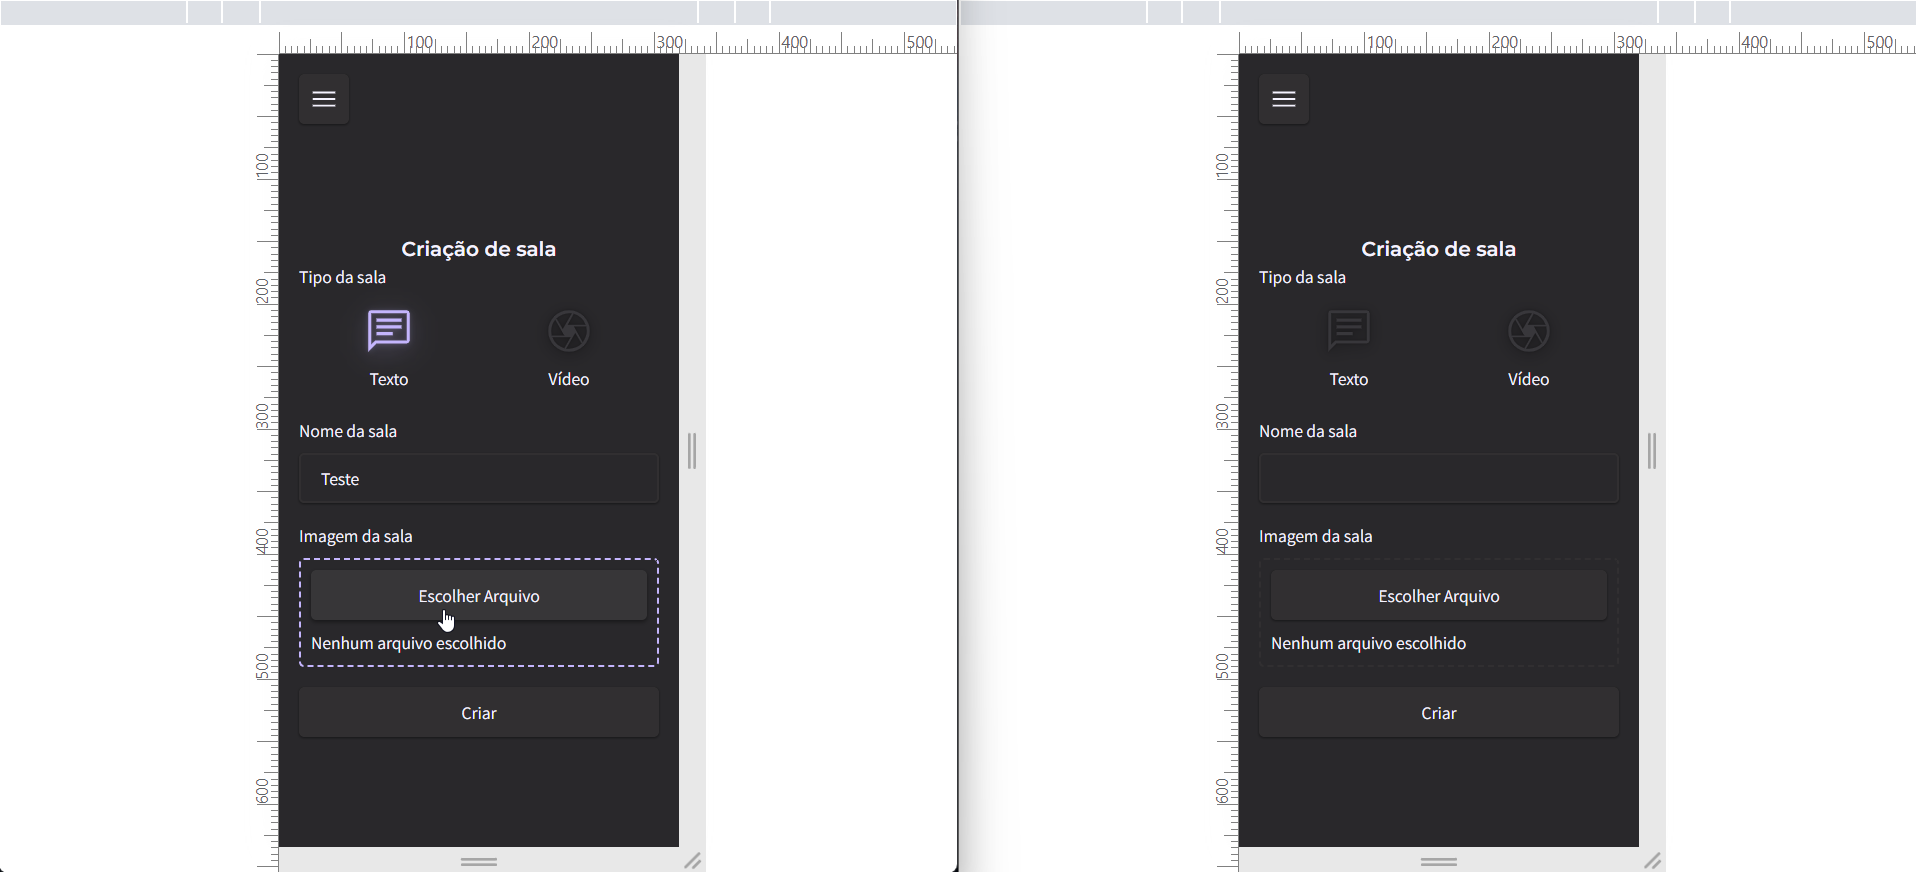 100 200 300 400 500
100
200
300
400
500
600
Criação de sala
Tipo da sala
Texto Vídeo
Nome da sala
Teste
Imagem da sala
Escolher Arquivo
Nenhum arquivo escolhido
Criar
100 200 300 400 500
100
200
300
400
500
600
Criação de sala
Tipo da sala
Texto Vídeo
Nome da sala
Imagem da sala
Escolher Arquivo
Nenhum arquivo escolhido
Criar